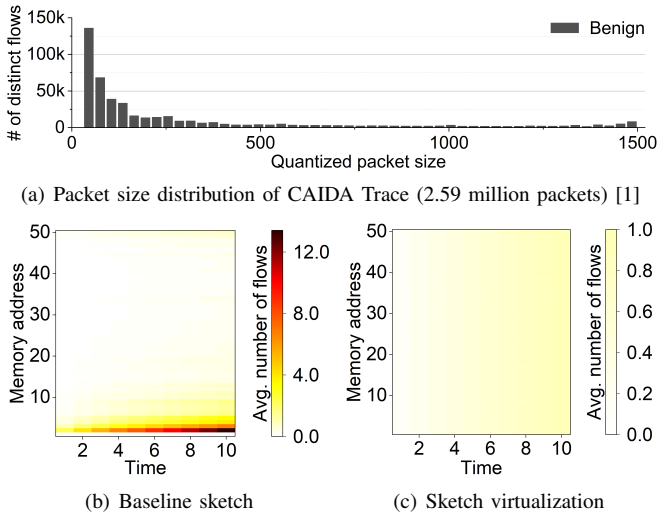 150k
100k
50k
0
# of distinct flows
Benign
0 500 1000 1500
Quantized packet size
(a) Packet size distribution of CAIDA Trace (2.59 million packets) [1]
50
40
30
20
10
Memory address
2 4 6 8 10
Time
12.0
8.0
4.0
0.0
Avg. number of flows
(b) Baseline sketch
50
40
30
20
10
Memory address
2 4 6 8 10
Time
1.0
0.8
0.6
0.4
0.2
0.0
Avg. number of flows
(c) Sketch virtualization